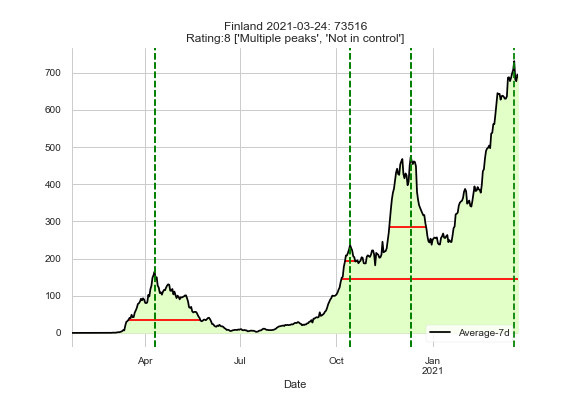 Finland 2021-03-24: 73516
Rating:8 ['Multiple peaks', 'Not in control']
700
600
500
400
300
200
100
0
Average-7d
Apr
Jul
Oct
Jan
2021
Date